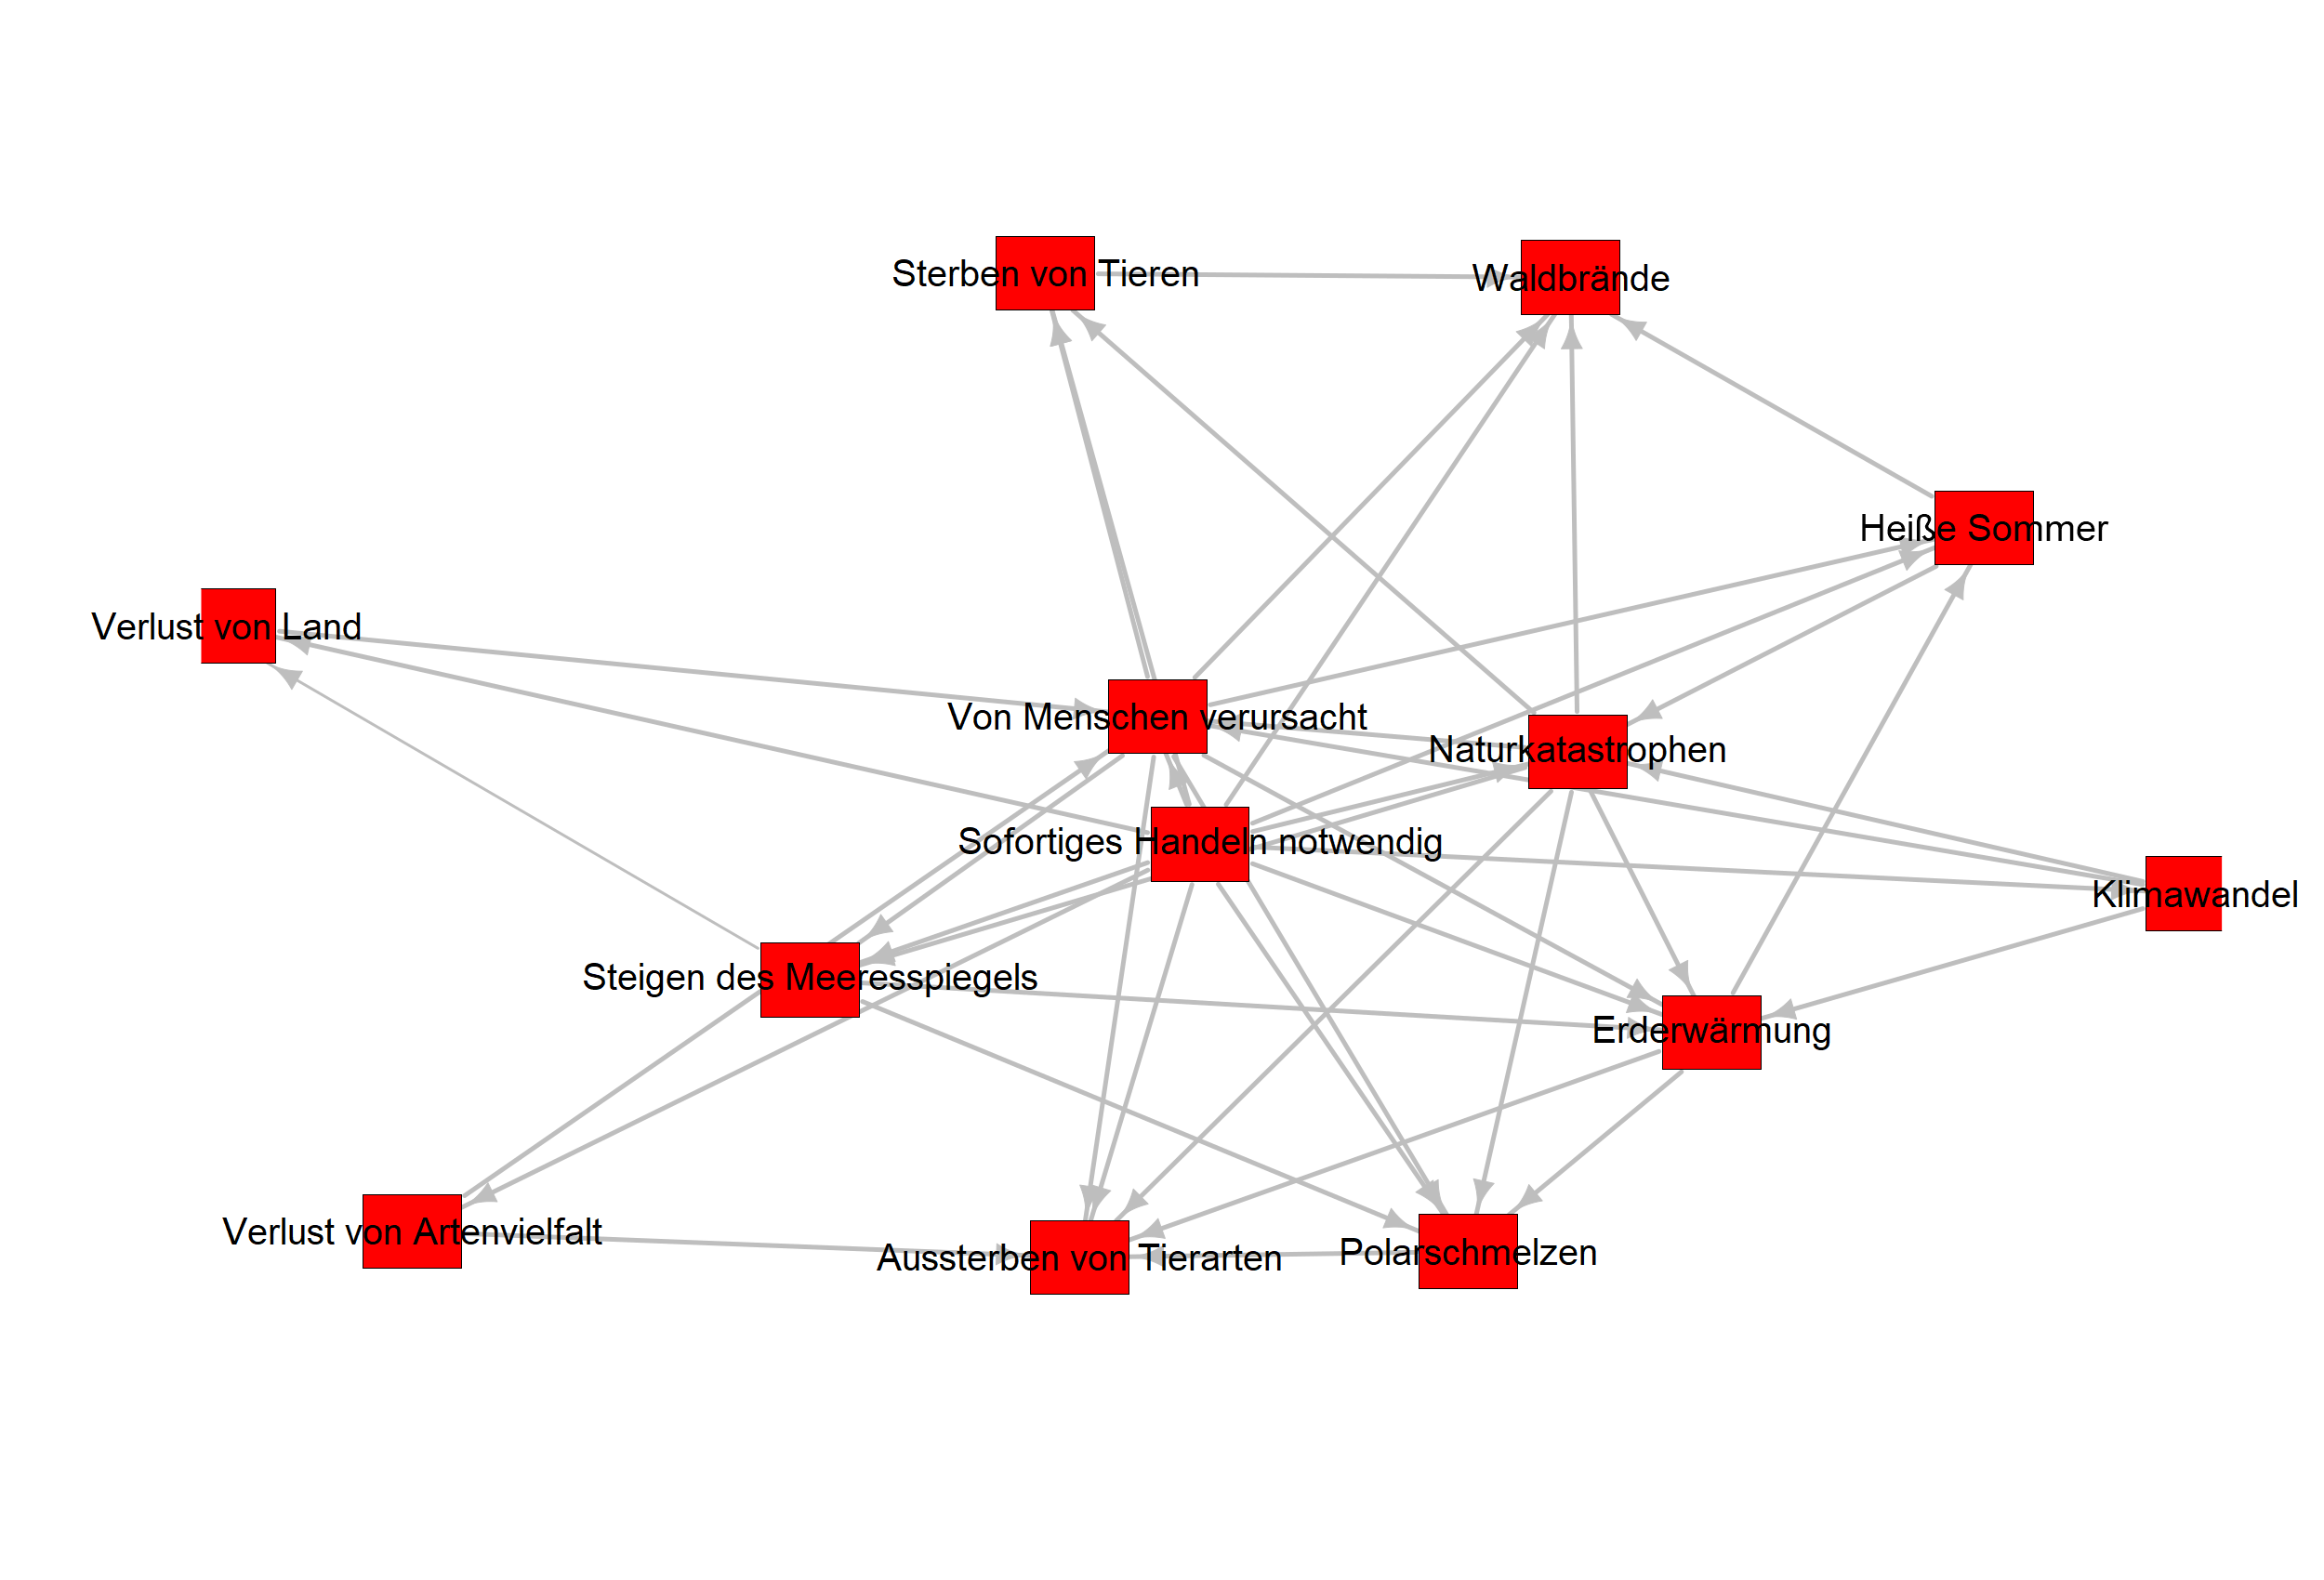 Sterben von Tieren
Waldbrände
Heiße Sommer
Verlust von Land
Von Menschen verursacht
Naturkatastrophen
Sofortiges Handeln notwendig
Klimawandel
Steigen des Meeresspiegels
Erderwärmung
Verlust von Artenvielfalt
Aussterben von Tierarten
Polarschmelzen